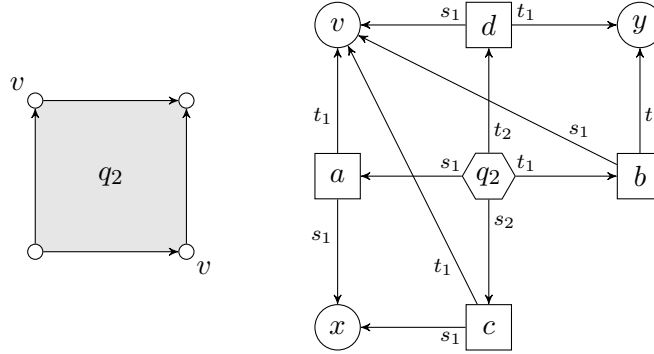 v
q₂
v
v s₁ d t₁ y
t₁ t₂ s₁ t
a s₁ q₂ t₁ b
s₁ s₂
t₁
x s₁ c